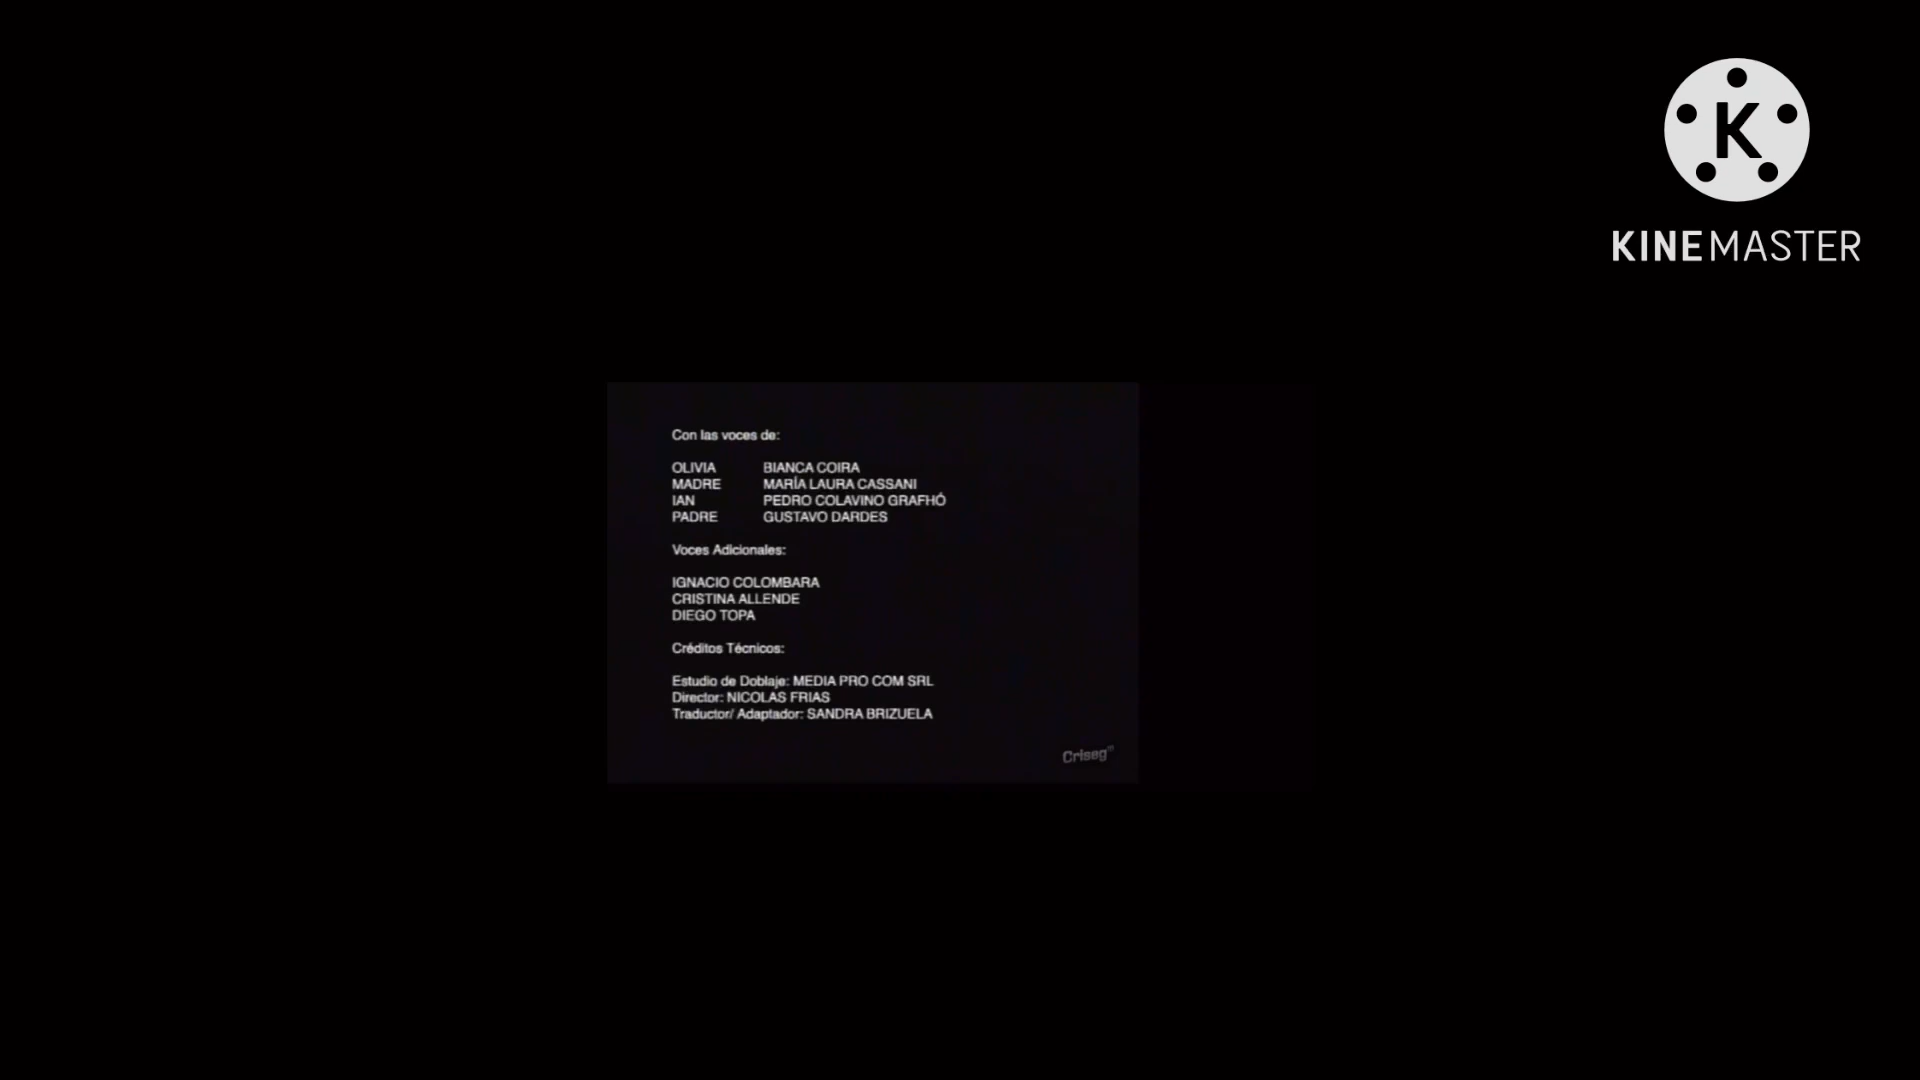 K
KINEMASTER
Con las voces de:
OLIVIA BIANCA COIRA
MADRE MARÍA LAURA CASSANI
IAN PEDRO COLAVINO GRAFHÓ
PADRE GUSTAVO DARDES
Voces Adicionales:
IGNACIO COLOMBARA
CRISTINA ALLENDE
DIEGO TOPA
Créditos Técnicos:
Estudio de Doblaje: MEDIA PRO COM SRL
Director: NICOLAS FRIAS
Traductor/ Adaptador: SANDRA BRIZUELA
Criseg